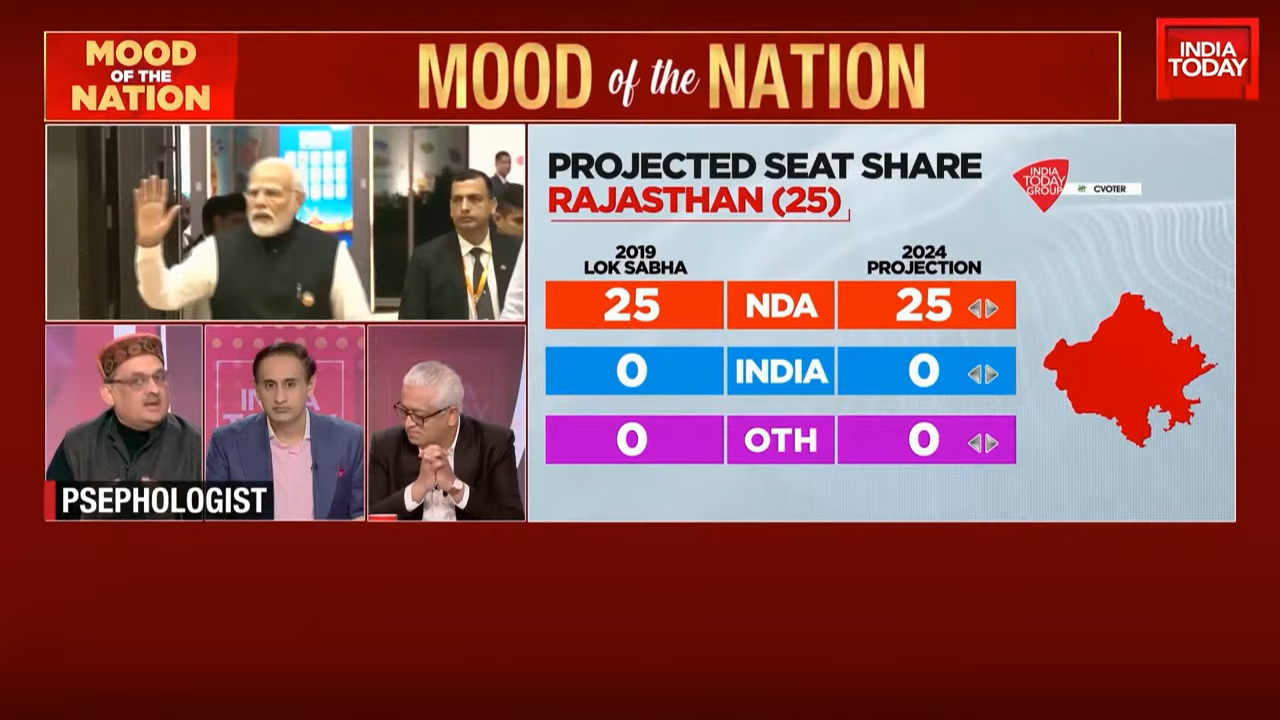 MOOD
OF THE
NATION
MOOD of the NATION
INDIA
TODAY
PROJECTED SEAT SHARE
RAJASTHAN (25)
INDIA
TODAY
GROUP
CVOTER
2019
LOK SABHA
2024
PROJECTION
25 NDA 25
0 INDIA 0
0 OTH 0
PSEPHOLOGIST